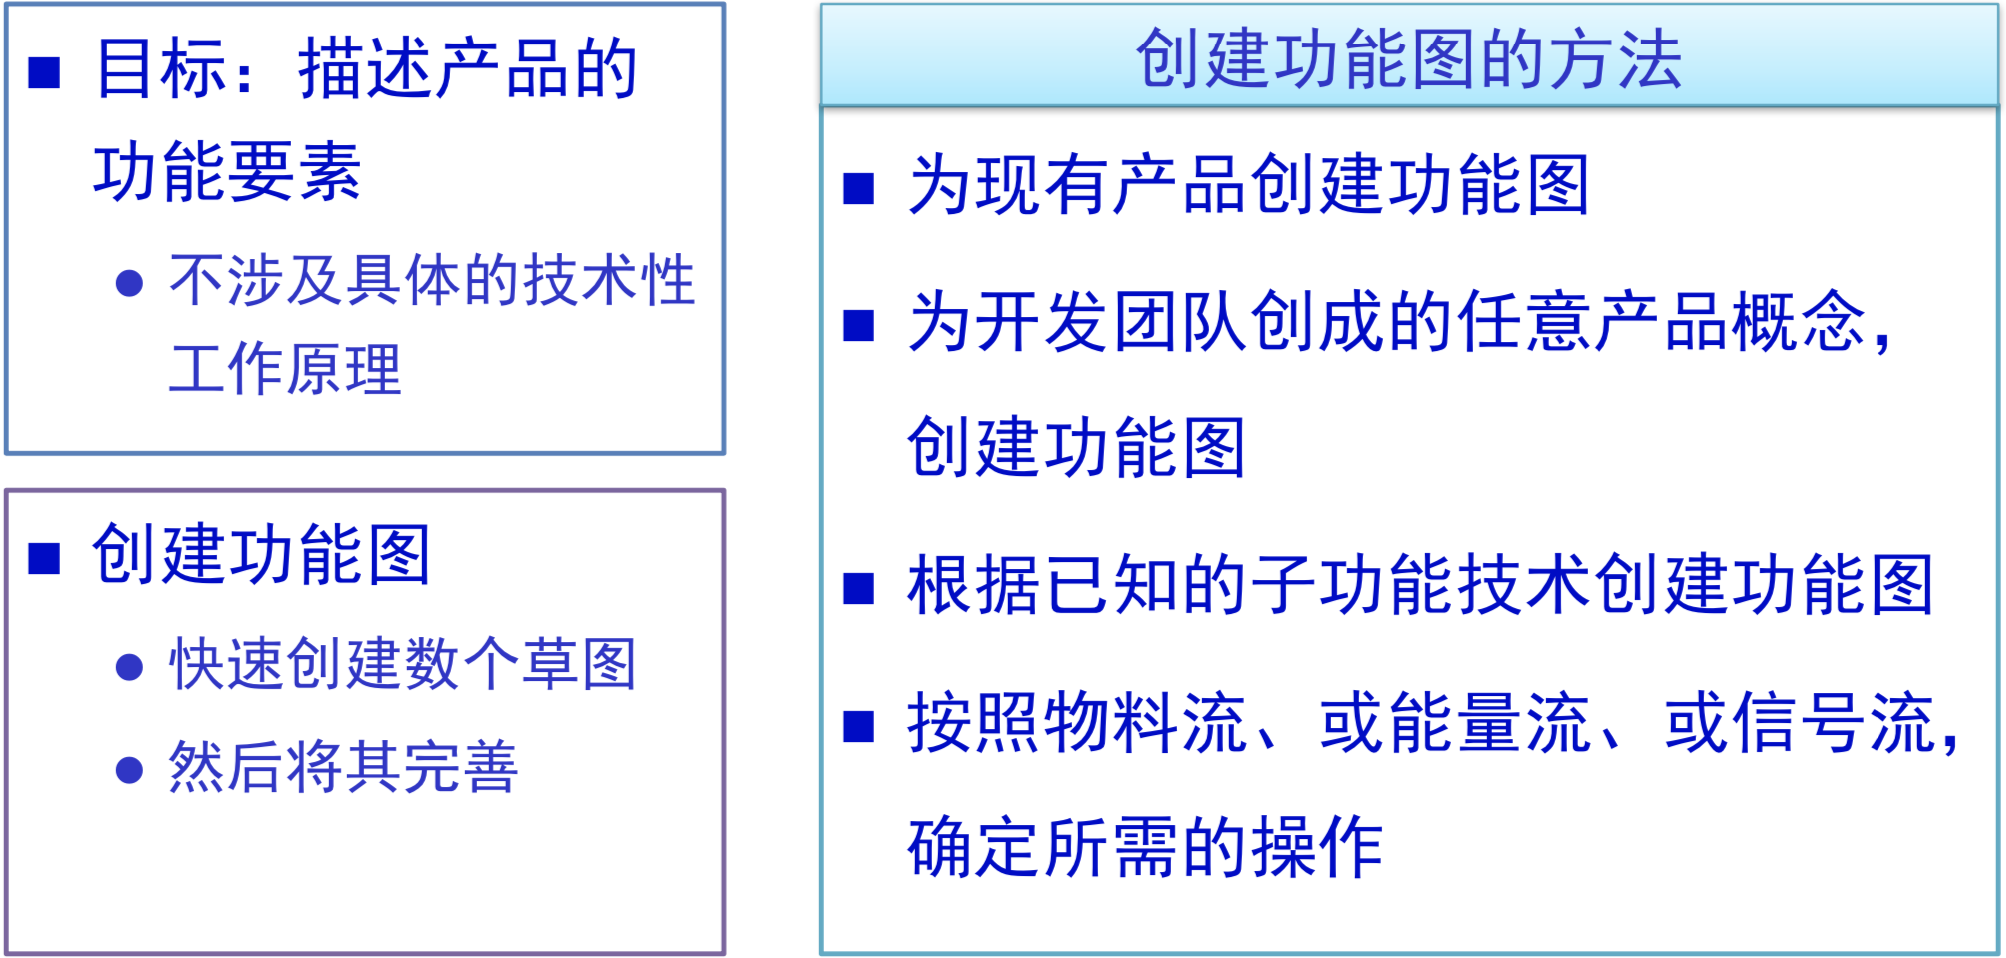 ■ 目标：描述产品的
功能要素
● 不涉及具体的技术性
工作原理
■ 创建功能图
● 快速创建数个草图
● 然后将其完善
创建功能图的方法
■ 为现有产品创建功能图
■ 为开发团队创成的任意产品概念，
创建功能图
■ 根据已知的子功能技术创建功能图
■ 按照物料流、或能量流、或信号流，
确定所需的操作